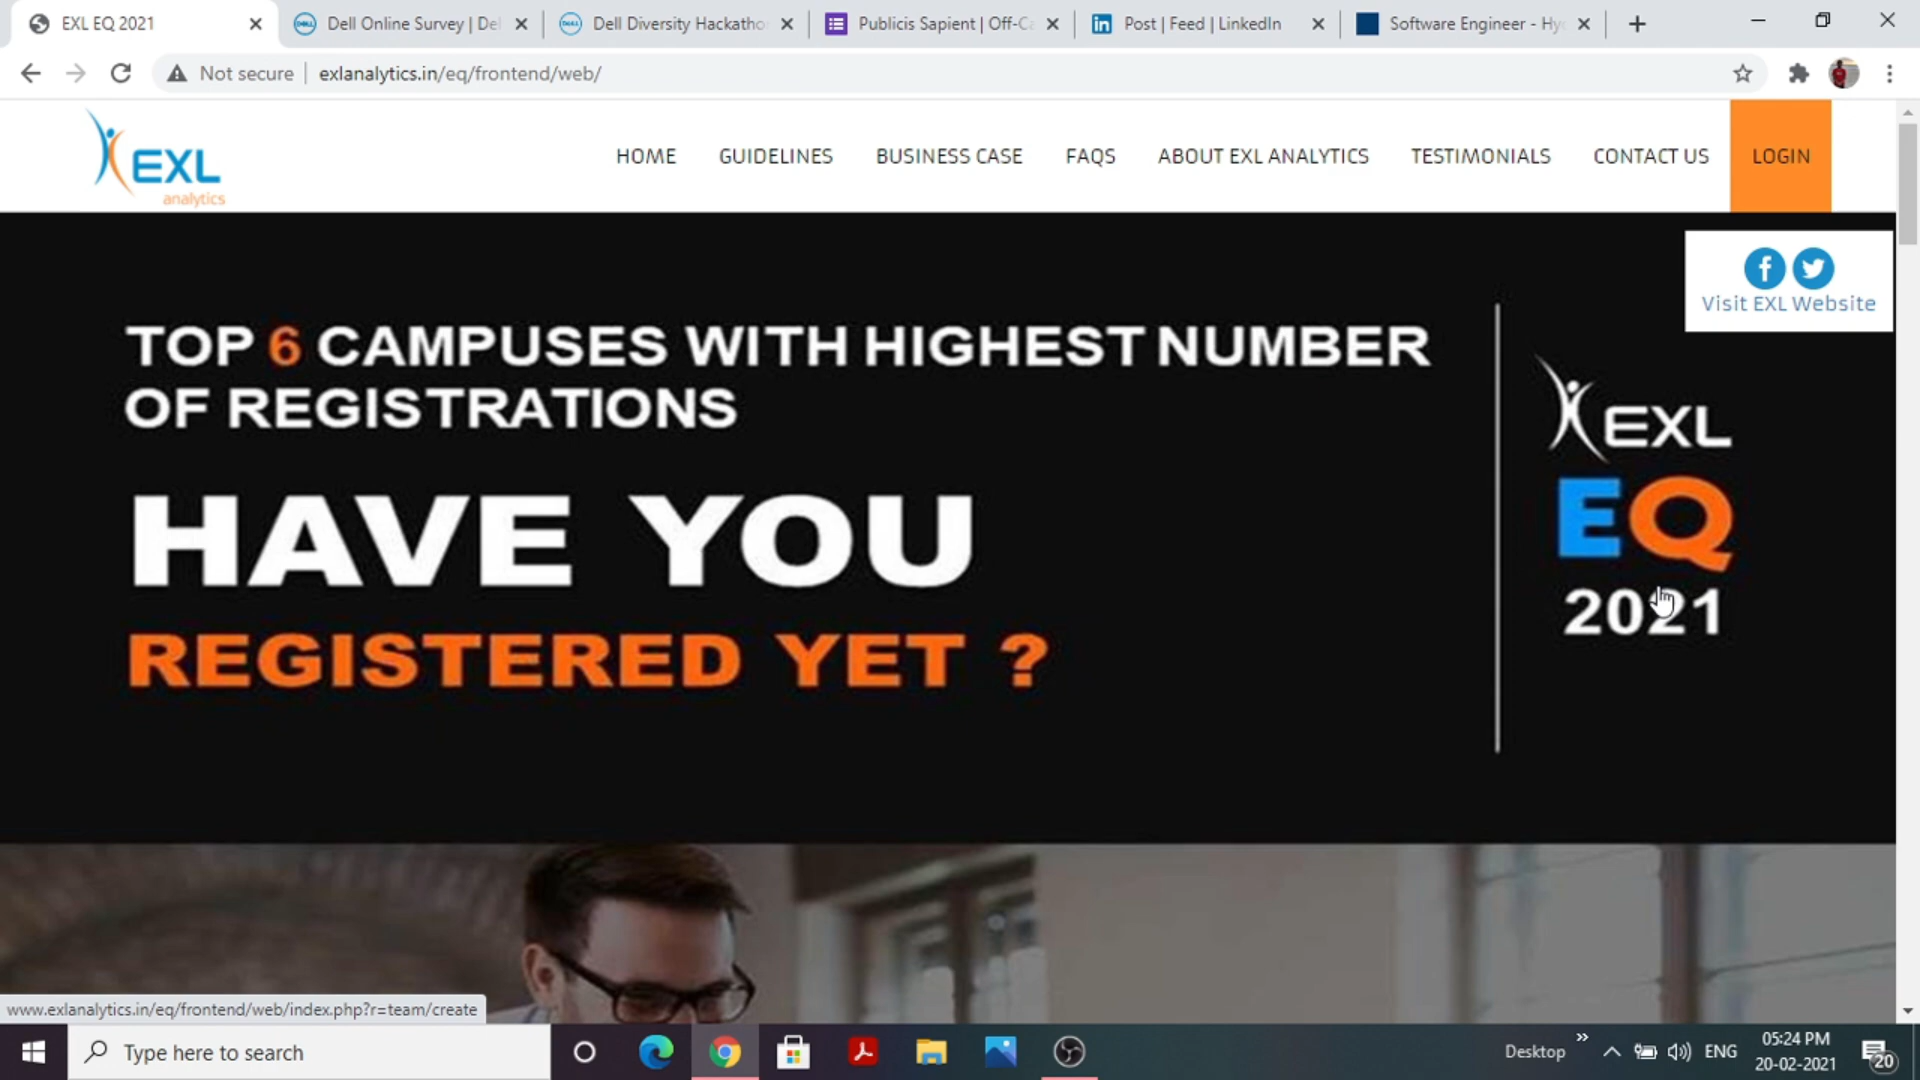 EXL EQ 2021
Dell Online Survey | Del
Dell Diversity Hackatho
Publicis Sapient | Off-Ca
Post | Feed | LinkedIn
Software Engineer - Hyd
Not secure
exlanalytics.in/eq/frontend/web/
EXL
analytics
HOME
GUIDELINES
BUSINESS CASE
FAQS
ABOUT EXL ANALYTICS
TESTIMONIALS
CONTACT US
LOGIN
Visit EXL Website
TOP 6 CAMPUSES WITH HIGHEST NUMBER
OF REGISTRATIONS
HAVE YOU
REGISTERED YET ?
EXL
EQ
2021
www.exlanalytics.in/eq/frontend/web/index.php?r=team/create
Type here to search
Desktop
ENG
05:24 PM
20-02-2021
20